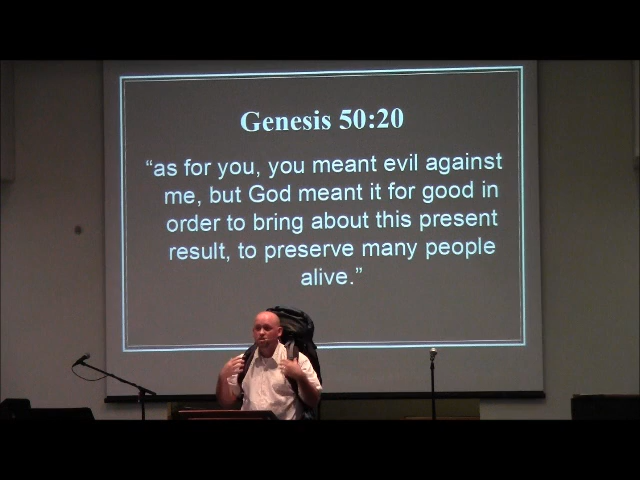 Genesis 50:20
“as for you, you meant evil against
me, but God meant it for good in
order to bring about this present
result, to preserve many people
alive.”